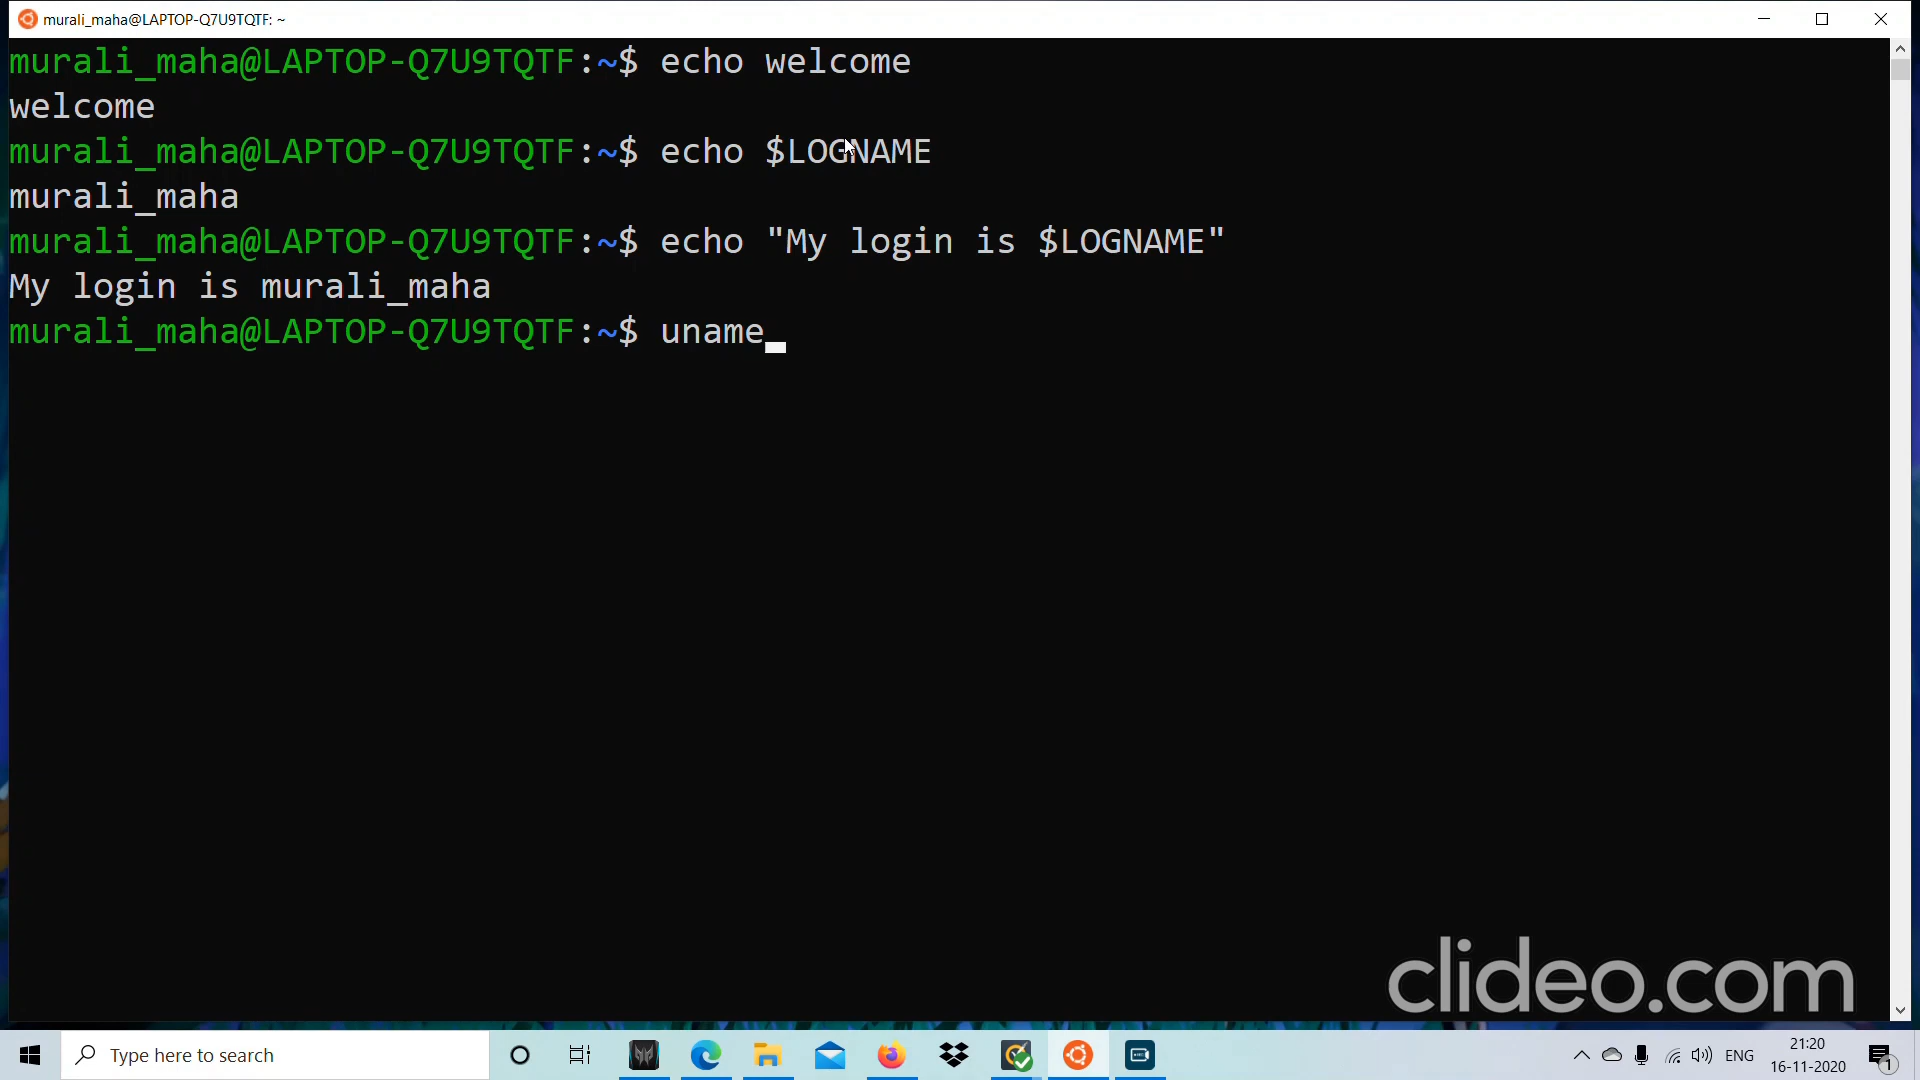 murali_maha@LAPTOP-Q7U9TQTF: ~
murali_maha@LAPTOP-Q7U9TQTF:~$ echo welcome
welcome
murali_maha@LAPTOP-Q7U9TQTF:~$ echo $LOGNAME
murali_maha
murali_maha@LAPTOP-Q7U9TQTF:~$ echo "My login is $LOGNAME"
My login is murali_maha
murali_maha@LAPTOP-Q7U9TQTF:~$ uname
clideo.com
Type here to search
ENG
21:20
16-11-2020
1